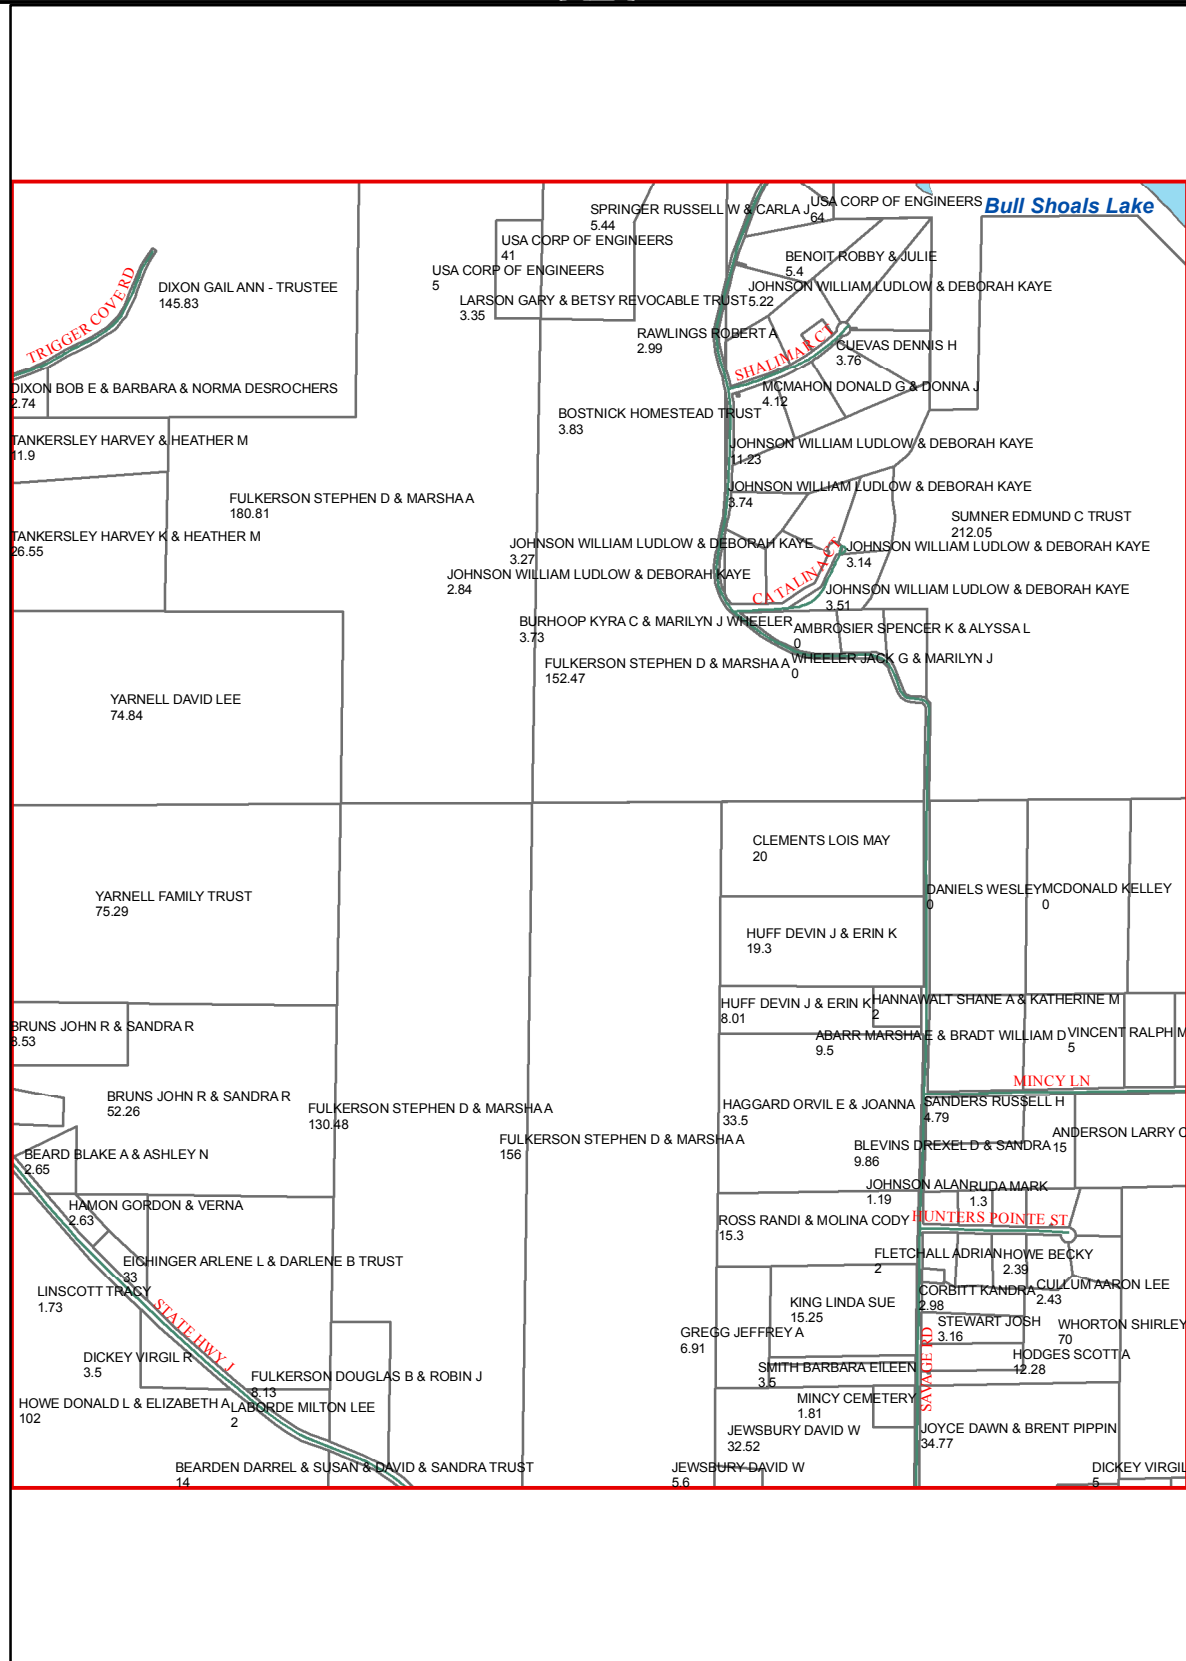 SPRINGER RUSSELL W & CARLA J
5.44
USA CORP OF ENGINEERS
64
Bull Shoals Lake
USA CORP OF ENGINEERS
41
BENOIT ROBBY & JULIE
5.4
USA CORP OF ENGINEERS
5
TRIGGER COVE RD
DIXON GAIL ANN - TRUSTEE
145.83
JOHNSON WILLIAM LUDLOW & DEBORAH KAYE
5.22
LARSON GARY & BETSY REVOCABLE TRUST
3.35
RAWLINGS ROBERT A
2.99
SHALIMAR CT
CUEVAS DENNIS H
3.76
DIXON BOB E & BARBARA & NORMA DESROCHERS
2.74
MCMAHON DONALD G & DONNA J
4.12
BOSTNICK HOMESTEAD TRUST
3.83
TANKERSLEY HARVEY & HEATHER M
11.9
JOHNSON WILLIAM LUDLOW & DEBORAH KAYE
11.23
FULKERSON STEPHEN D & MARSHA A
180.81
JOHNSON WILLIAM LUDLOW & DEBORAH KAYE
3.74
SUMNER EDMUND C TRUST
212.05
TANKERSLEY HARVEY K & HEATHER M
26.55
JOHNSON WILLIAM LUDLOW & DEBORAH KAYE
3.27
JOHNSON WILLIAM LUDLOW & DEBORAH KAYE
3.14
JOHNSON WILLIAM LUDLOW & DEBORAH KAYE
2.84
CATALINA CT
JOHNSON WILLIAM LUDLOW & DEBORAH KAYE
3.51
BURHOOP KYRA C & MARILYN J WHEELER
3.73
AMBROSIER SPENCER K & ALYSSA L
0
FULKERSON STEPHEN D & MARSHA A
152.47
WHEELER JACK G & MARILYN J
0
YARNELL DAVID LEE
74.84
CLEMENTS LOIS MAY
20
YARNELL FAMILY TRUST
75.29
DANIELS WESLEY
0
MCDONALD KELLEY
0
HUFF DEVIN J & ERIN K
19.3
HUFF DEVIN J & ERIN K
8.01
HANNAWALT SHANE A & KATHERINE M
2
BRUNS JOHN R & SANDRA R
8.53
ABARR MARSHA E & BRADT WILLIAM D
9.5
VINCENT RALPH M
5
MINCY LN
BRUNS JOHN R & SANDRA R
52.26
FULKERSON STEPHEN D & MARSHA A
130.48
HAGGARD ORVIL E & JOANNA
33.5
SANDERS RUSSELL H
4.79
FULKERSON STEPHEN D & MARSHA A
156
BLEVINS DREXEL D & SANDRA
9.86
ANDERSON LARRY C
15
BEARD BLAKE A & ASHLEY N
2.65
JOHNSON ALAN
1.19
RUDA MARK
1.3
HAMON GORDON & VERNA
2.63
ROSS RANDI & MOLINA CODY
15.3
HUNTERS POINTE ST
EICHINGER ARLENE L & DARLENE B TRUST
33
FLETCHALL ADRIAN
2
HOWE BECKY
2.39
LINSCOTT TRACY
1.73
CORBITT KANDRA
2.98
CULLUM AARON LEE
2.43
KING LINDA SUE
15.25
STATE HWY J
GREGG JEFFREY A
6.91
STEWART JOSH
3.16
WHORTON SHIRLEY
70
DICKEY VIRGIL R
3.5
SMITH BARBARA EILEEN
3.5
HODGES SCOTT A
12.28
SAVAGE RD
FULKERSON DOUGLAS B & ROBIN J
8.13
HOWE DONALD L & ELIZABETH A
102
LABORDE MILTON LEE
2
MINCY CEMETERY
1.81
JEWSBURY DAVID W
32.52
JOYCE DAWN & BRENT PIPPIN
34.77
BEARDEN DARREL & SUSAN & DAVID & SANDRA TRUST
14
JEWSBURY DAVID W
5.6
DICKEY VIRGIL
5